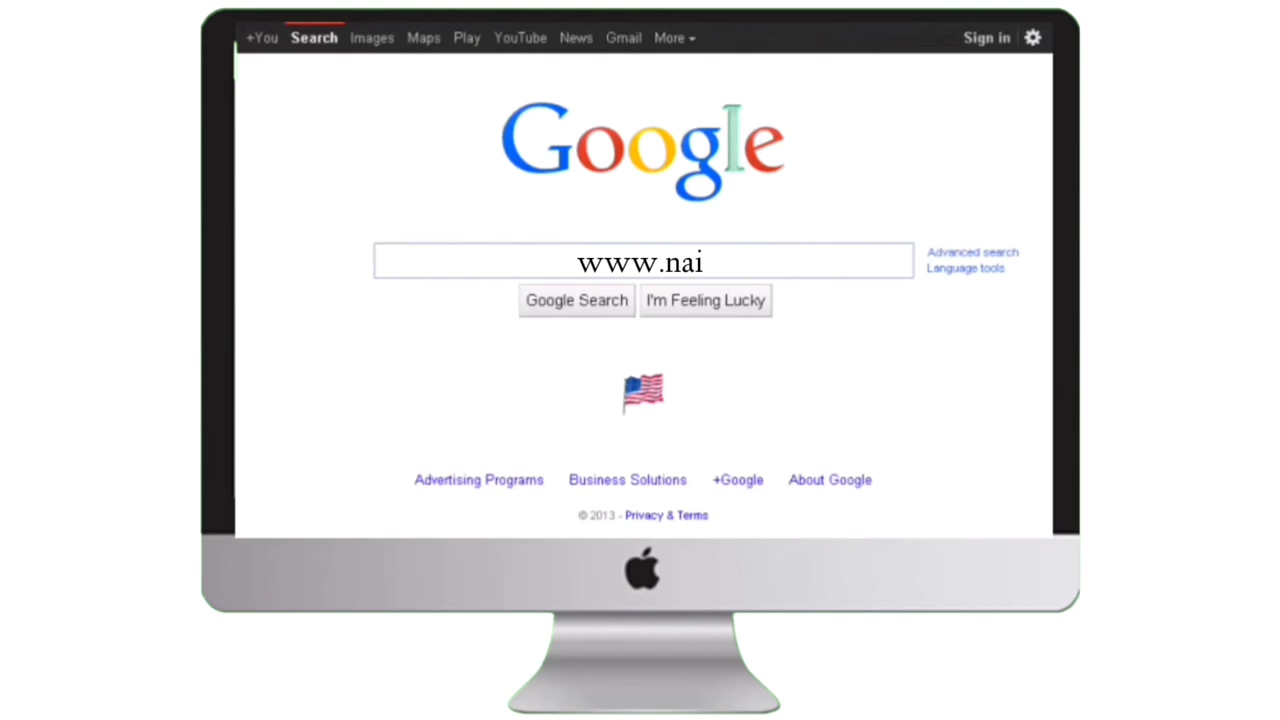 +You Search Images Maps Play YouTube News Gmail More Sign in
Google
www.nai
Advanced search
Language tools
Google Search I'm Feeling Lucky
Advertising Programs Business Solutions +Google About Google
© 2013 - Privacy & Terms